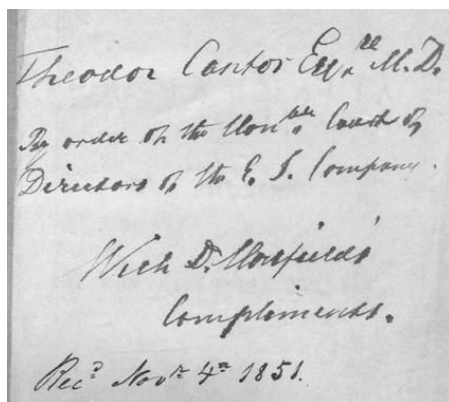 Theodor Cantor Esqre. M.D.
By order of the Honble. Court of
Directors of the E. I. Company.
With Dr. Horsfield's
Compliments.
Recd. Novr. 4th 1851.